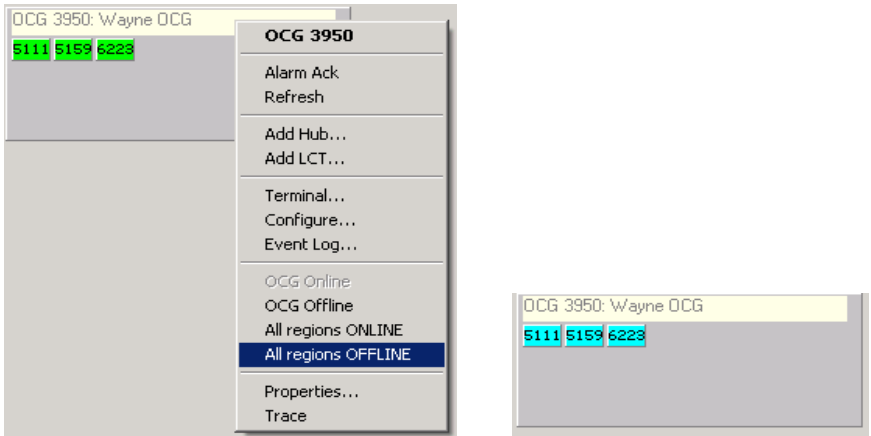 OCG 3950: Wayne OCG
5111 5159 6223
OCG 3950
Alarm Ack
Refresh
Add Hub...
Add LCT...
Terminal...
Configure...
Event Log...
OCG Online
OCG Offline
All regions ONLINE
All regions OFFLINE
Properties...
Trace
OCG 3950: Wayne OCG
5111 5159 6223